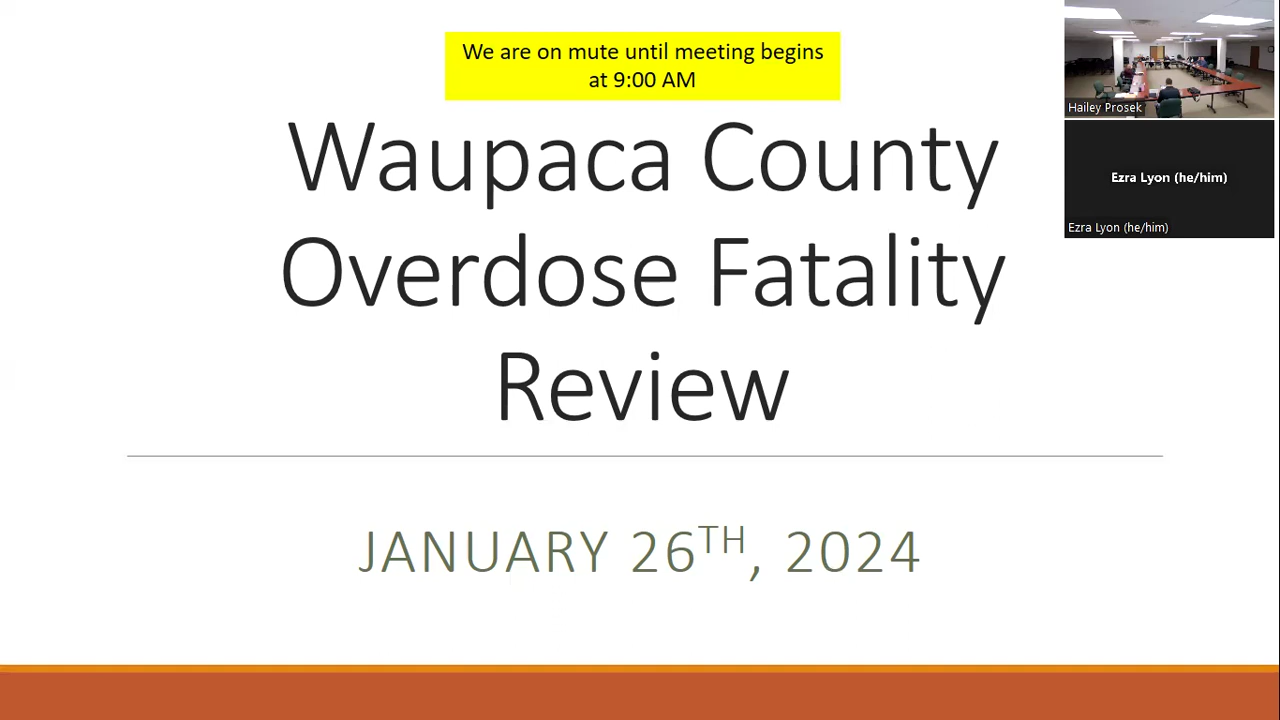 We are on mute until meeting begins
at 9:00 AM
Waupaca County
Overdose Fatality
Review
JANUARY 26TH, 2024
Hailey Prosek
Ezra Lyon (he/him)
Ezra Lyon (he/him)